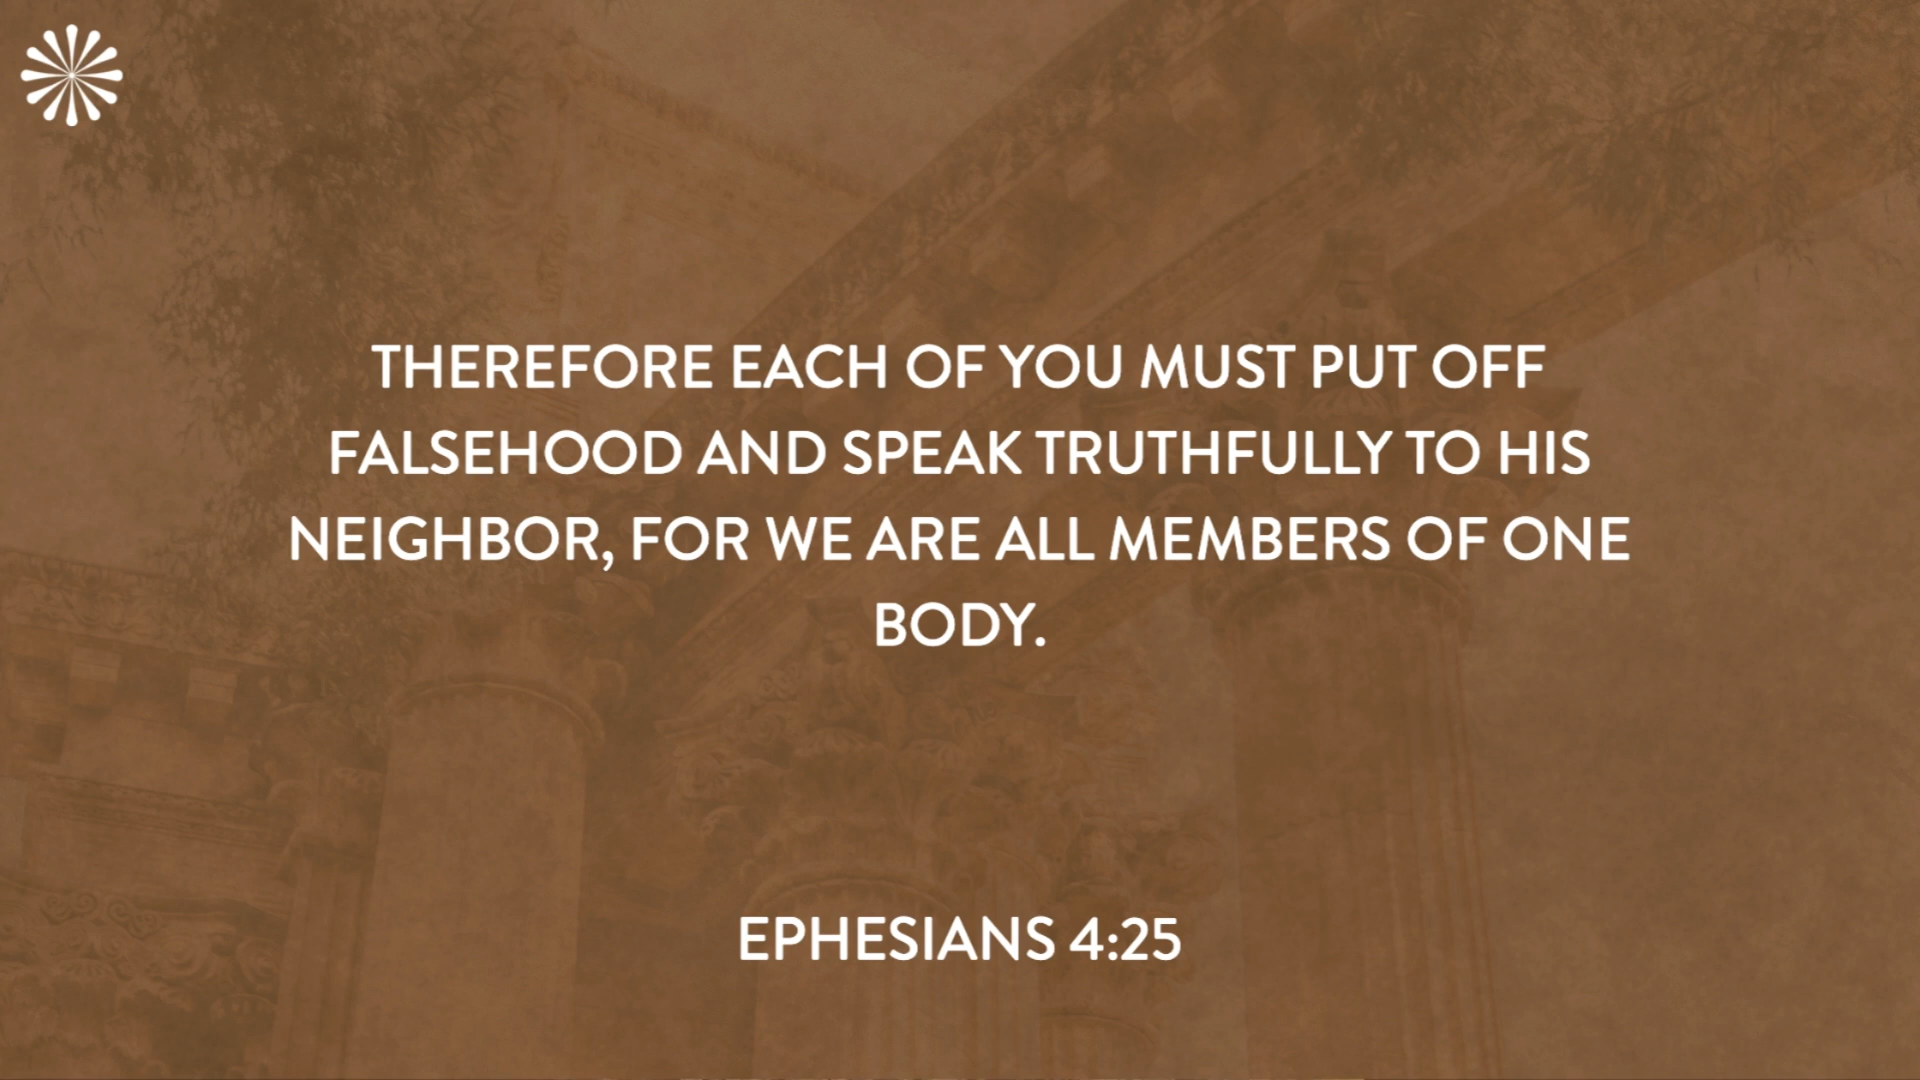 THEREFORE EACH OF YOU MUST PUT OFF
FALSEHOOD AND SPEAK TRUTHFULLY TO HIS
NEIGHBOR, FOR WE ARE ALL MEMBERS OF ONE
BODY.
EPHESIANS 4:25